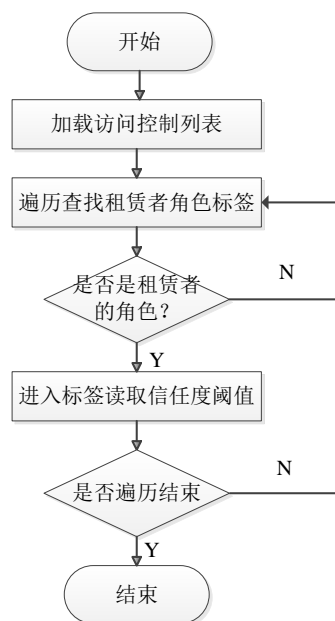 开始
加载访问控制列表
遍历查找租赁者角色标签
是否是租赁者
的角色？
N
Y
进入标签读取信任度阈值
是否遍历结束
N
Y
结束